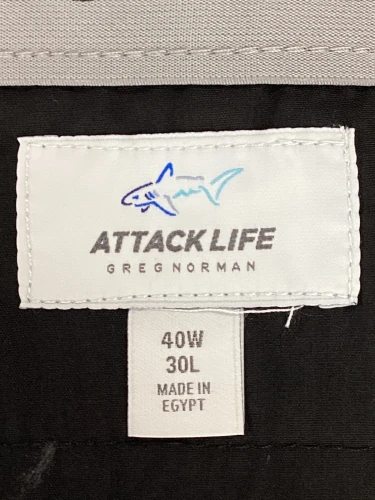 ATTACK LIFE
GREG NORMAN
40W
30L
MADE IN
EGYPT